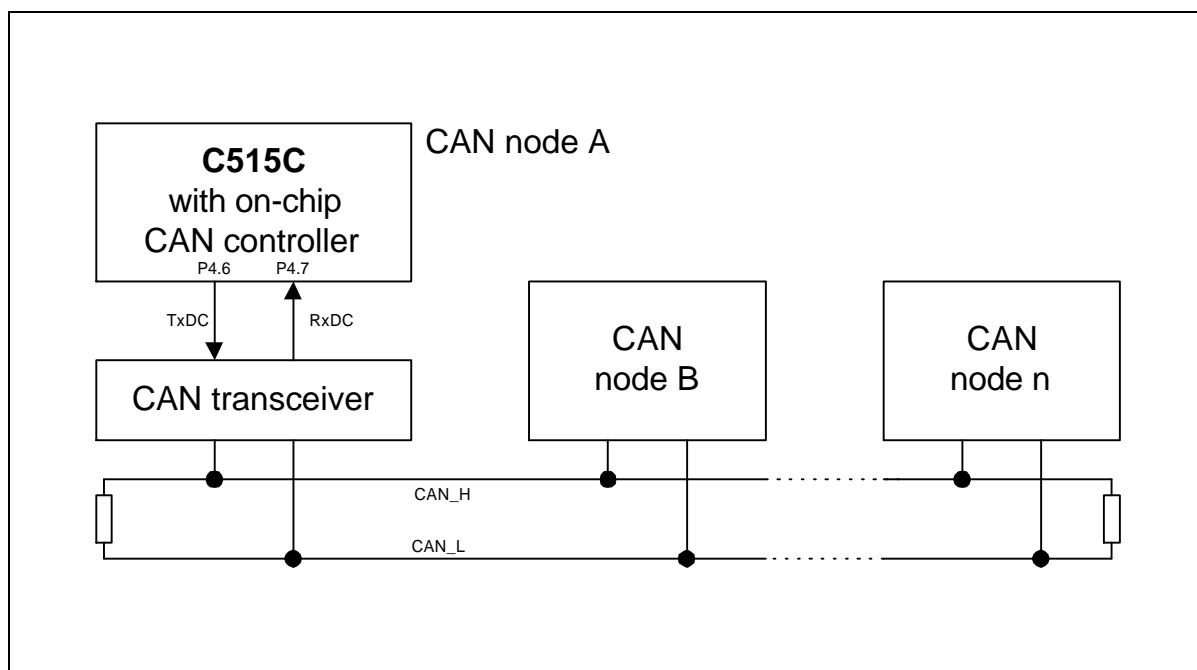 C515C
with on-chip
CAN controller
P4.6 P4.7
CAN node A
TxDC RxDC
CAN transceiver
CAN
node B
CAN
node n
CAN_H
CAN_L